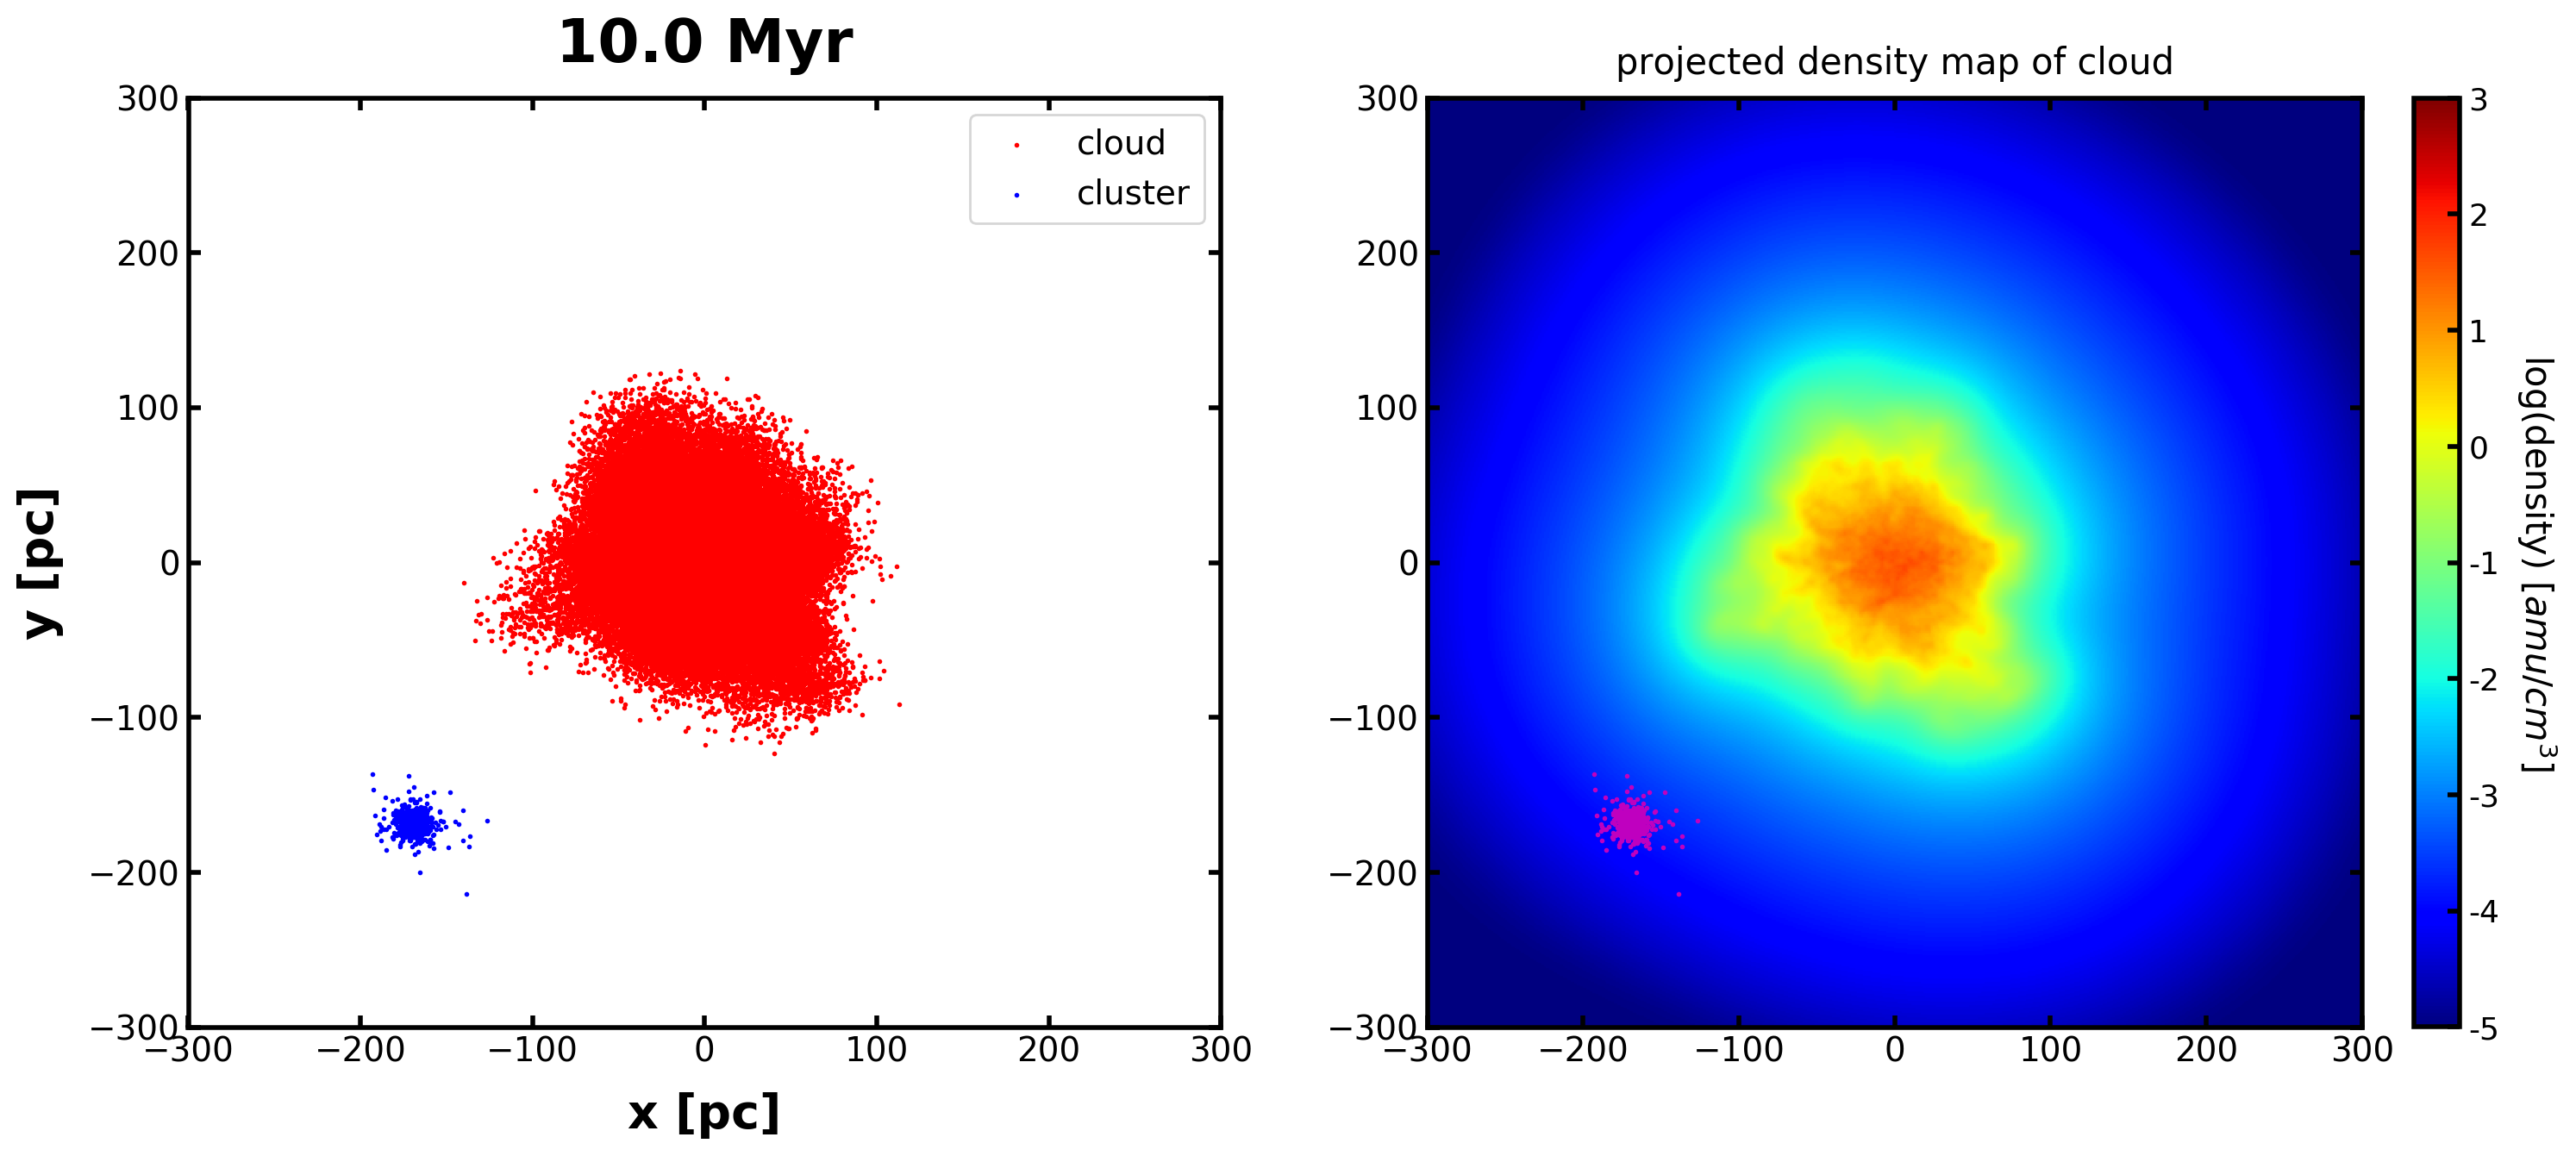 10.0 Myr
300
200
100
0
−100
−200
−300
−300 −200 −100 0 100 200 300
y [pc]
x [pc]
cloud
cluster
projected density map of cloud
300
200
100
0
−100
−200
−300
−300 −200 −100 0 100 200 300
3
2
1
0
-1
-2
-3
-4
-5
log(density) [amu/cm³]